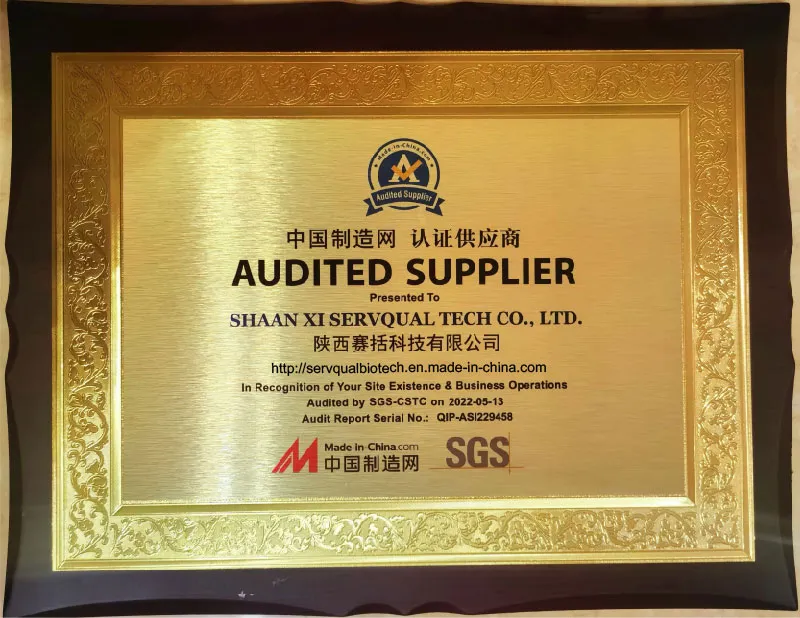 Made-in-China.com
A
Audited Supplier
中国制造网 认证供应商
AUDITED SUPPLIER
Presented To
SHAAN XI SERVQUAL TECH CO., LTD.
陕西赛括科技有限公司
http://servqualbiotech.en.made-in-china.com
In Recognition of Your Site Existence & Business Operations
Audited by SGS-CSTC on 2022-05-13
Audit Report Serial No.: QIP-ASI229458
Made-in-China.com
中国制造网
SGS